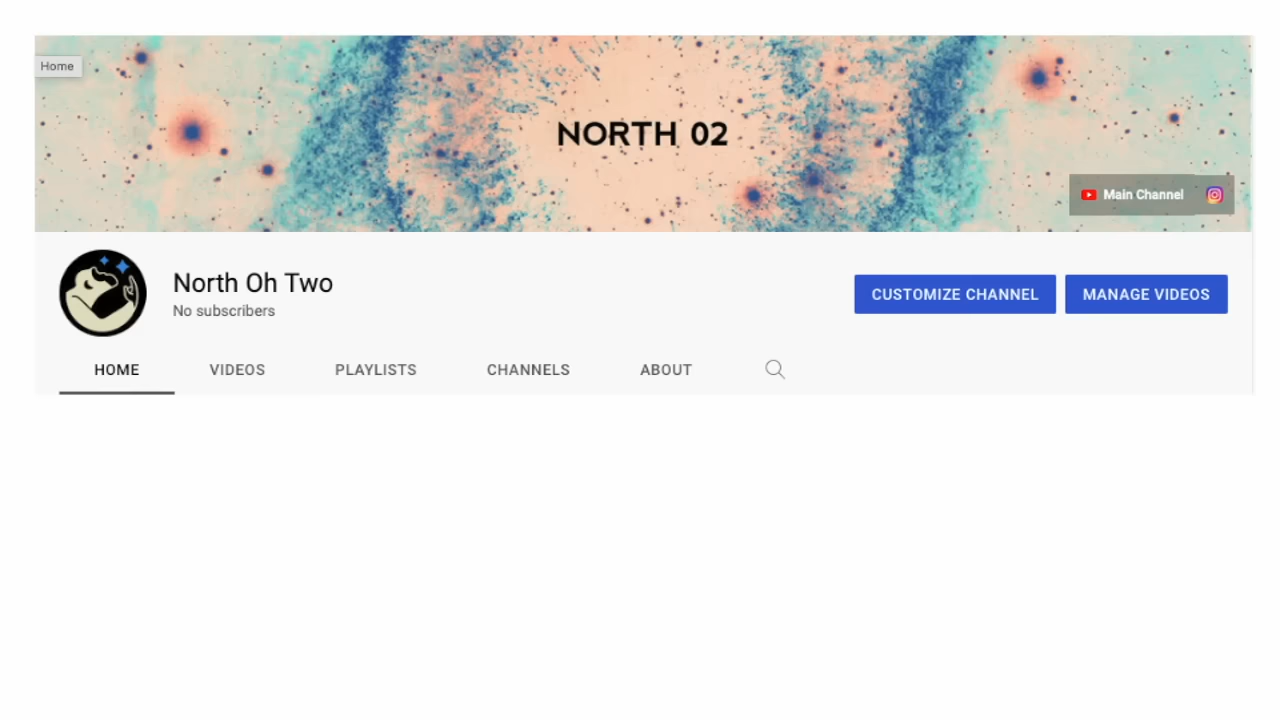 Home
NORTH 02
Main Channel
North Oh Two
No subscribers
CUSTOMIZE CHANNEL
MANAGE VIDEOS
HOME
VIDEOS
PLAYLISTS
CHANNELS
ABOUT